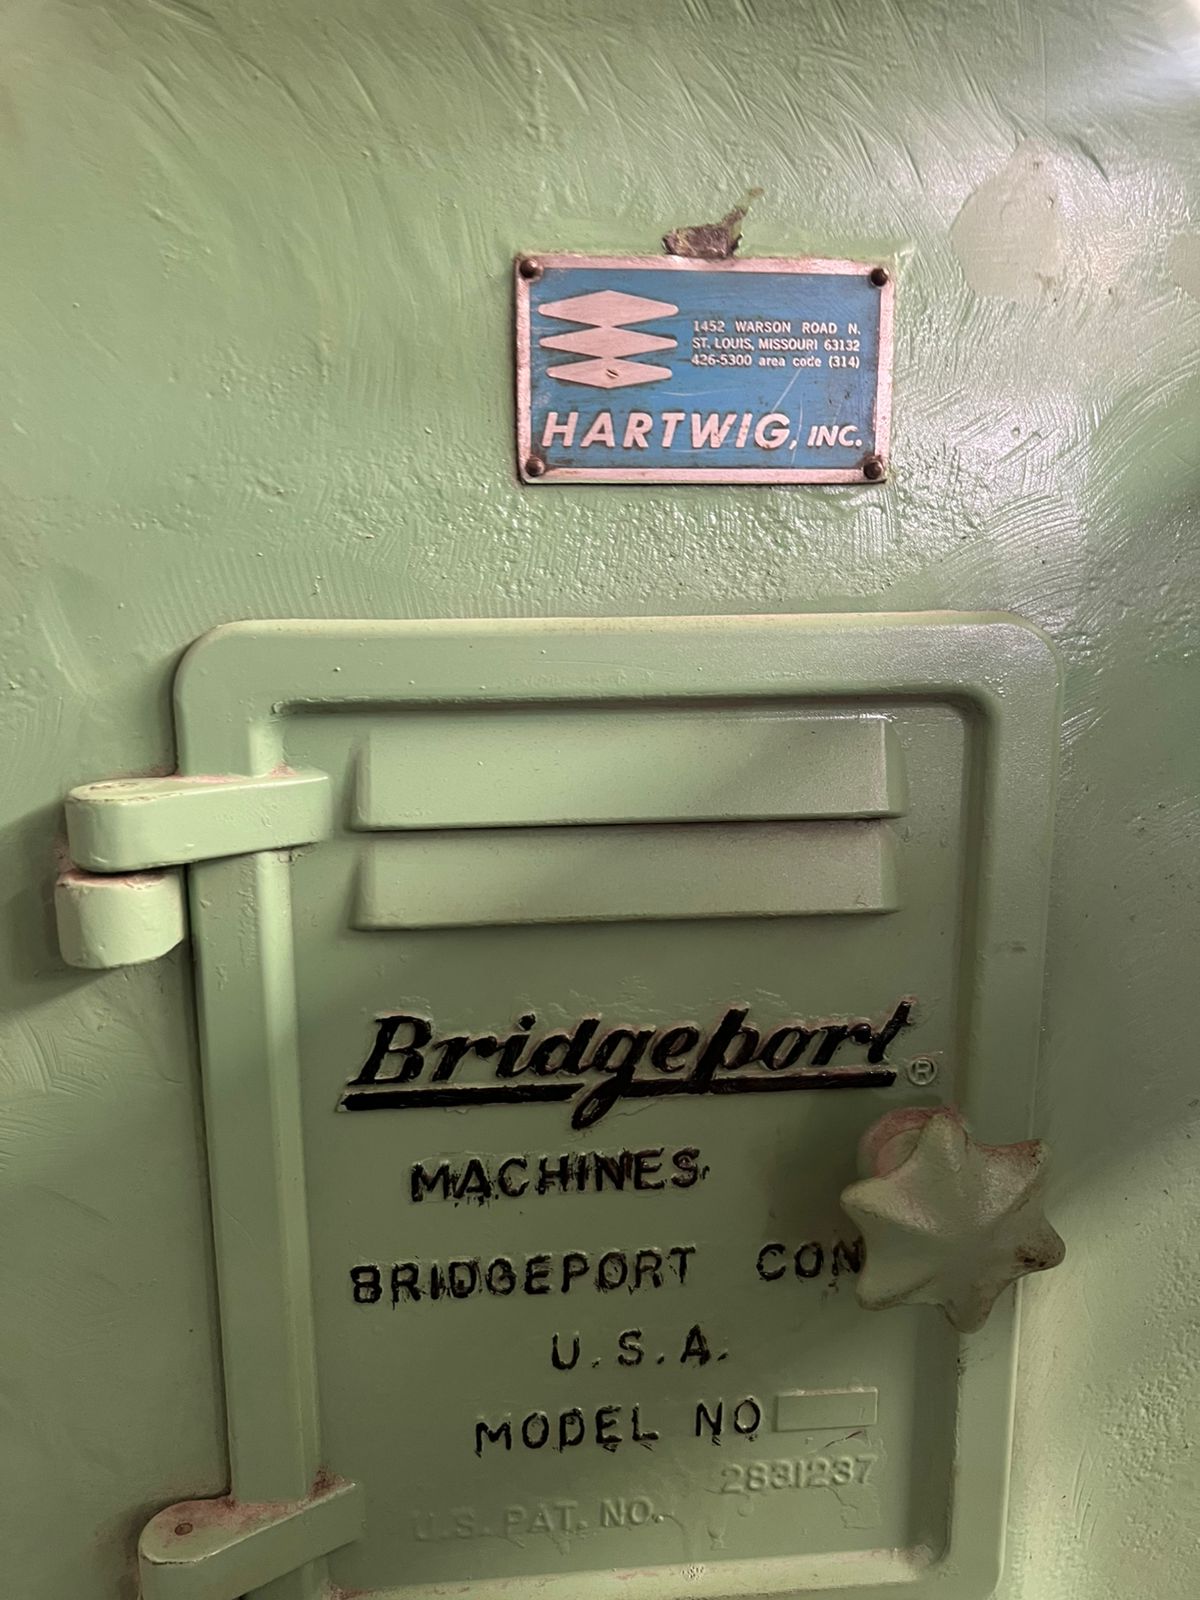 1452 WARSON ROAD N.
ST. LOUIS, MISSOURI 63132
426-5300 area code (314)
HARTWIG, INC.
Bridgeport ®
MACHINES
BRIDGEPORT CON
U.S.A.
MODEL NO
2831237
U.S. PAT. NO.